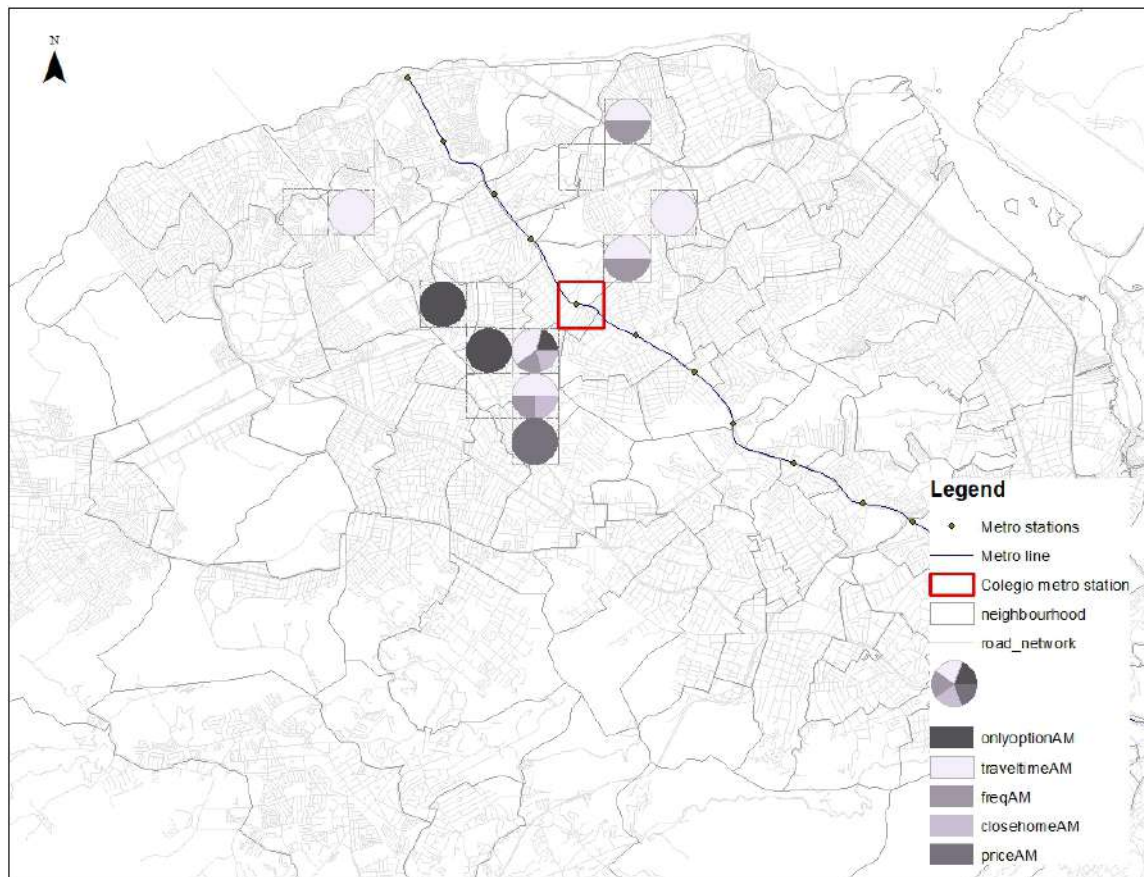 N
Legend
Metro stations
Metro line
Colegio metro station
neighbourhood
road_network
onlyoptionAM
traveltimeAM
freqAM
closehomeAM
priceAM